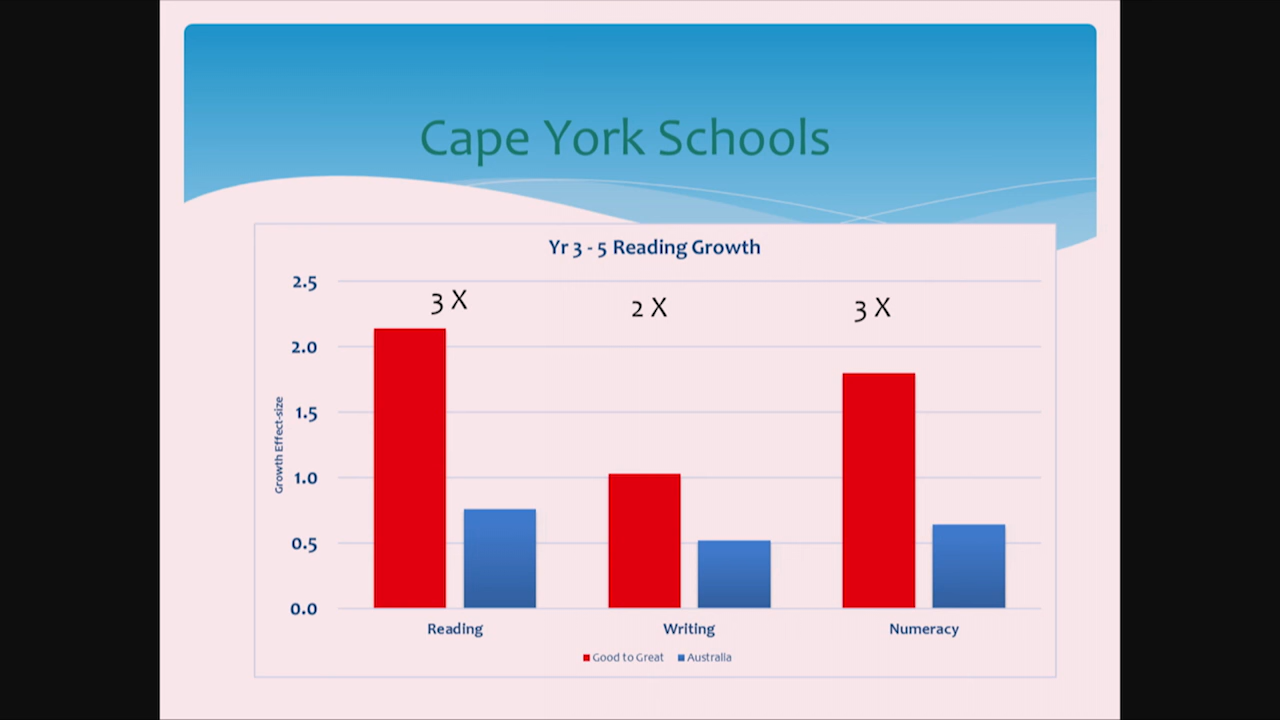 Cape York Schools
Yr 3 - 5 Reading Growth
3 X
2 X
3 X
2.5
2.0
1.5
1.0
0.5
0.0
Growth Effect-size
Reading
Writing
Numeracy
Good to Great
Australia